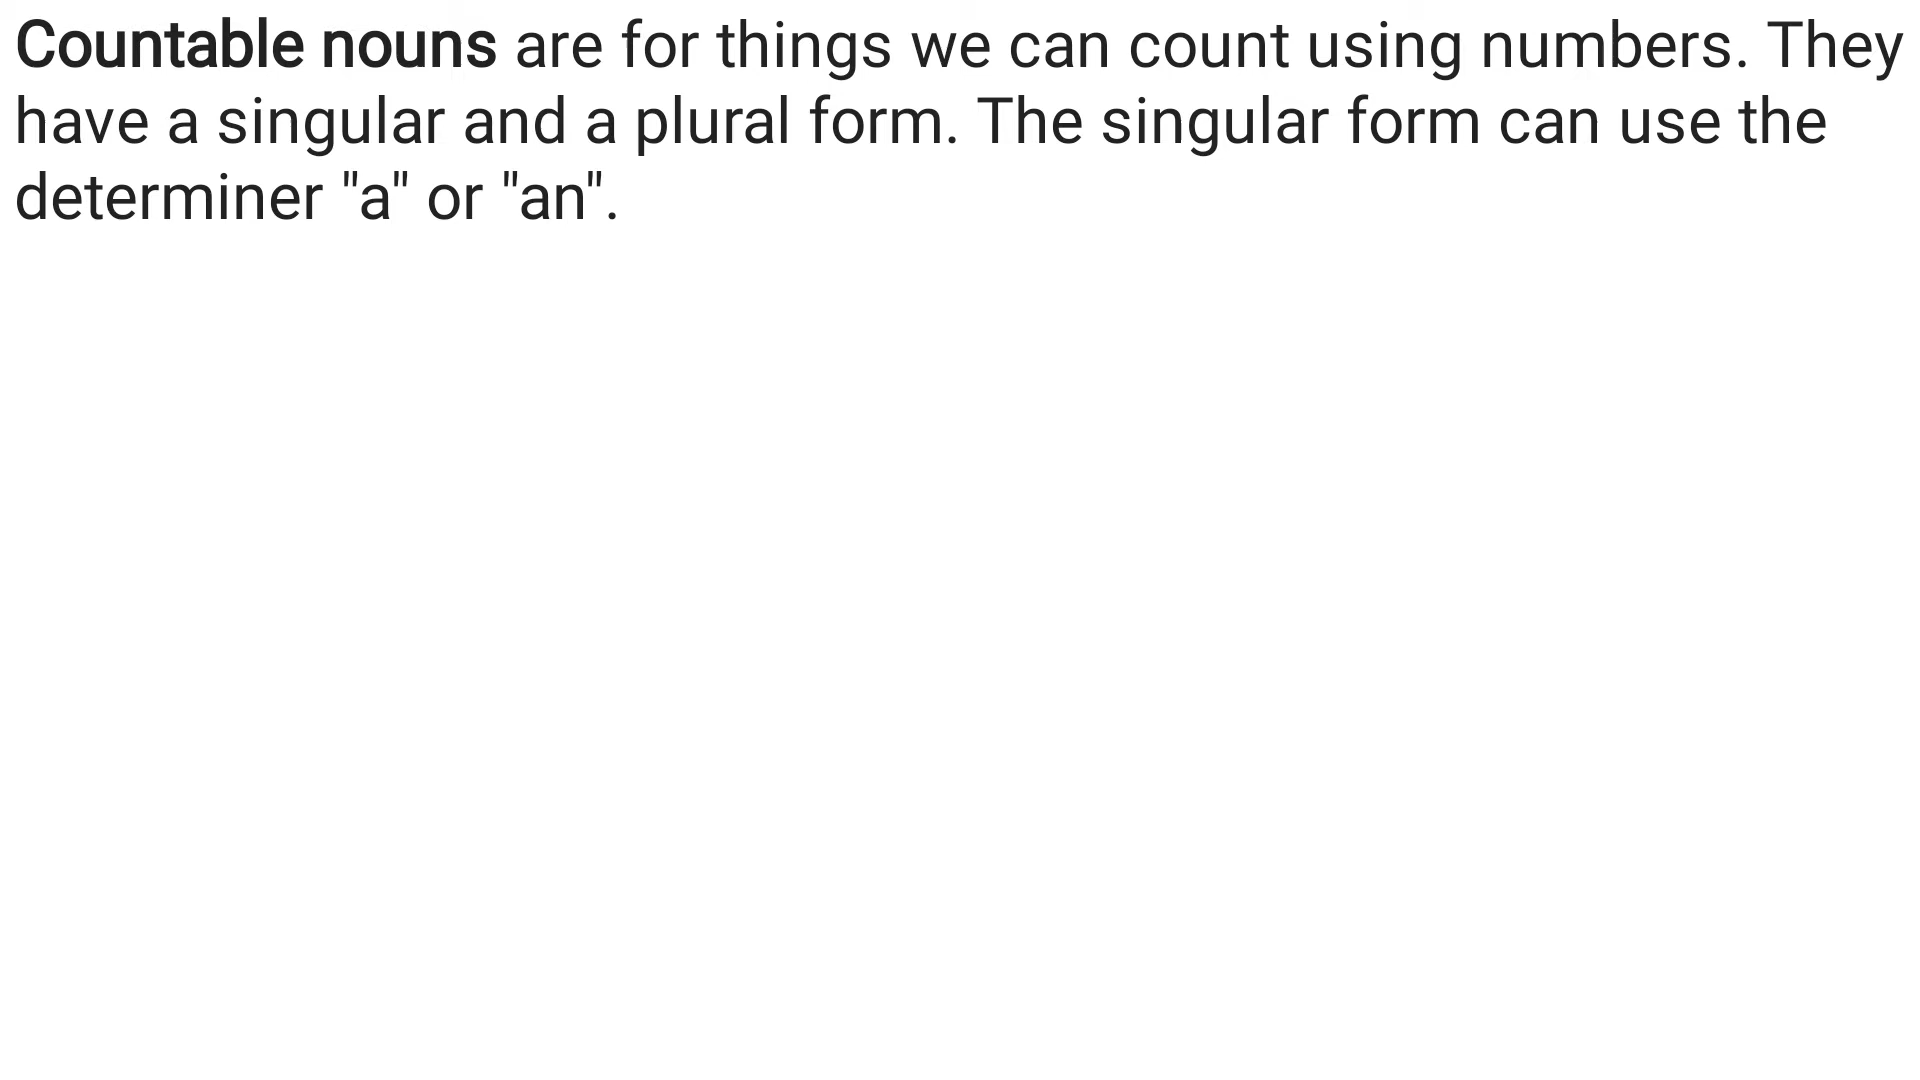 Countable nouns are for things we can count using numbers. They
have a singular and a plural form. The singular form can use the
determiner "a" or "an".